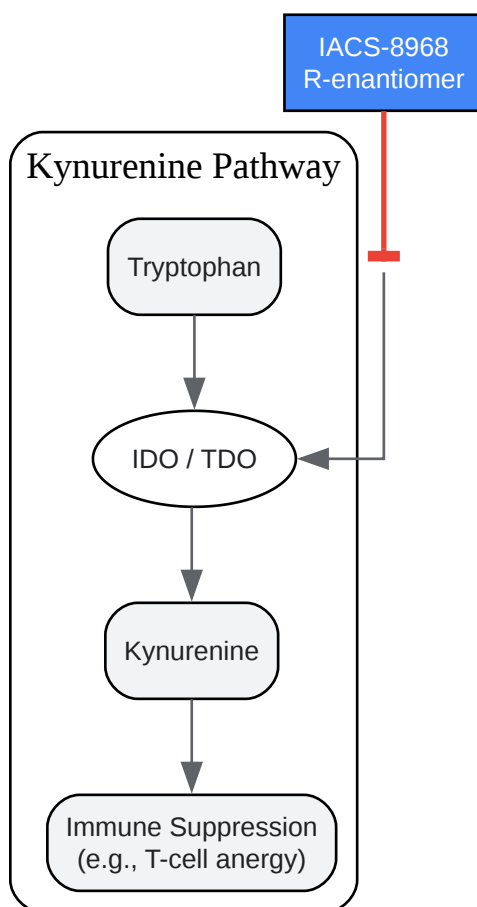 IACS-8968
R-enantiomer
Kynurenine Pathway
Tryptophan
IDO / TDO
Kynurenine
Immune Suppression
(e.g., T-cell anergy)